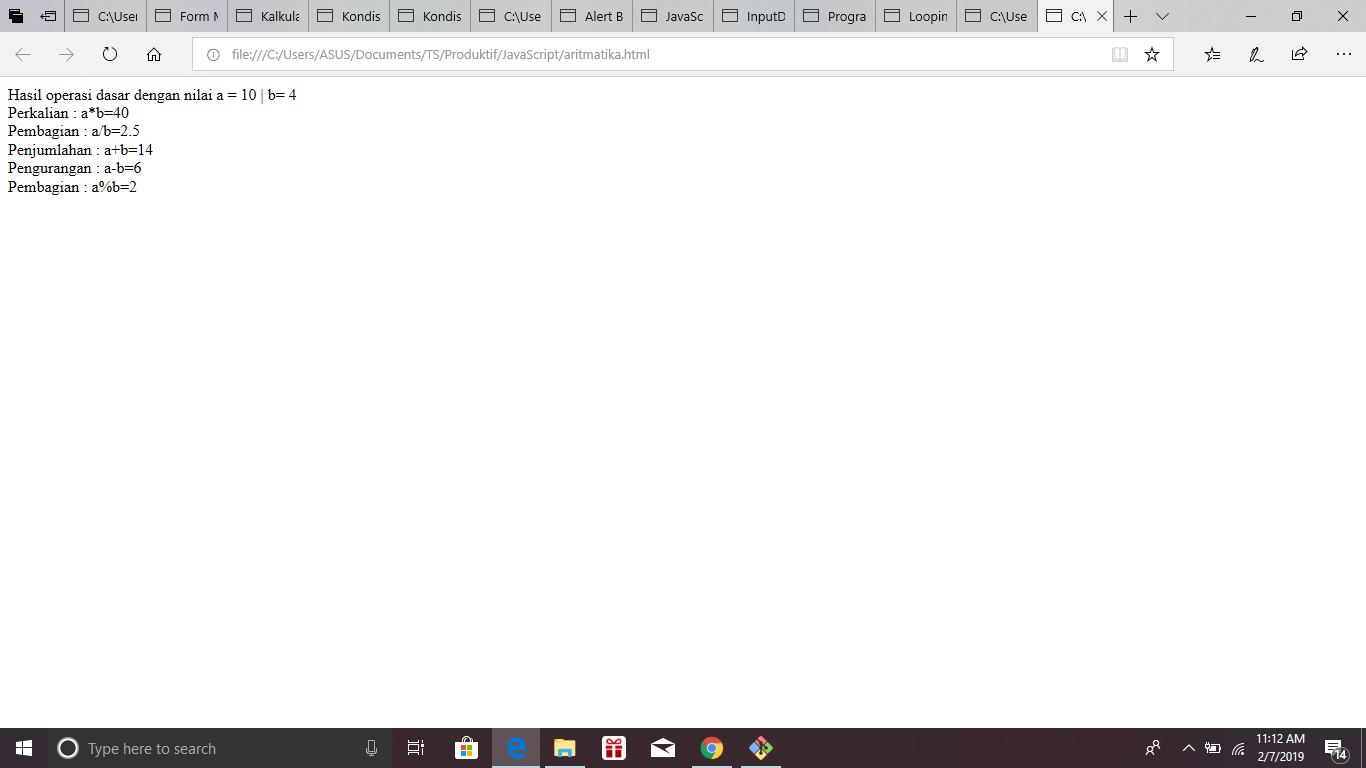 C:\User
Form M
Kalkula
Kondis
Kondis
C:\Use
Alert B
JavaSc
InputD
Progra
Loopin
C:\Use
C:\
file:///C:/Users/ASUS/Documents/TS/Produktif/JavaScript/aritmatika.html
Hasil operasi dasar dengan nilai a = 10 | b= 4
Perkalian : a*b=40
Pembagian : a/b=2.5
Penjumlahan : a+b=14
Pengurangan : a-b=6
Pembagian : a%b=2
Type here to search
11:12 AM
2/7/2019
14